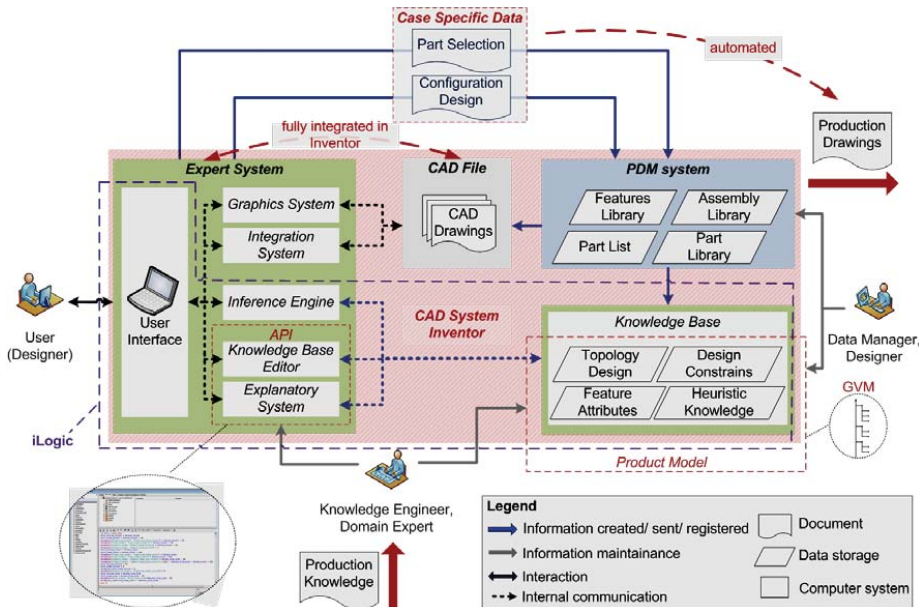 Case Specific Data
Part Selection
Configuration
Design
automated
fully integrated in
Inventor
Production
Drawings
Expert System
CAD File
PDM system
Graphics System
Integration
System
CAD
Drawings
Features
Library
Assembly
Library
Part List
Part
Library
User
Interface
Inference Engine
CAD System
Inventor
Knowledge Base
User
(Designer)
API
Knowledge Base
Editor
Explanatory
System
Topology
Design
Design
Constrains
Feature
Attributes
Heuristic
Knowledge
Data Manager,
Designer
GVM
iLogic
Product Model
Knowledge Engineer,
Domain Expert
Production
Knowledge
Legend
Information created/ sent/ registered
Information maintainance
Interaction
Internal communication
Document
Data storage
Computer system